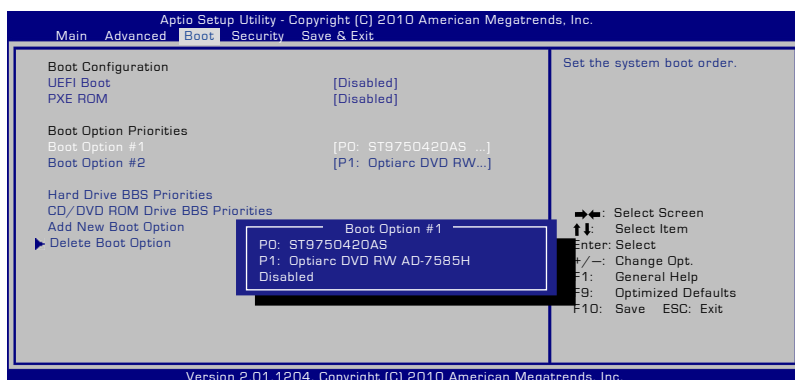 Aptio Setup Utility - Copyright (C) 2010 American Megatrends, Inc.
Main Advanced Boot Security Save & Exit
Boot Configuration
UEFI Boot [Disabled]
PXE ROM [Disabled]
Boot Option Priorities
Boot Option #1 [P0: ST9750420AS ...]
Boot Option #2 [P1: Optiarc DVD RW...]
Hard Drive BBS Priorities
CD/DVD ROM Drive BBS Priorities
Add New Boot Option
Delete Boot Option
Boot Option #1
P0: ST9750420AS
P1: Optiarc DVD RW AD-7585H
Disabled
Set the system boot order.
→←: Select Screen
↑↓: Select Item
Enter: Select
+/—: Change Opt.
F1: General Help
F9: Optimized Defaults
F10: Save ESC: Exit
Version 2.01.1204. Copyright (C) 2010 American Megatrends, Inc.